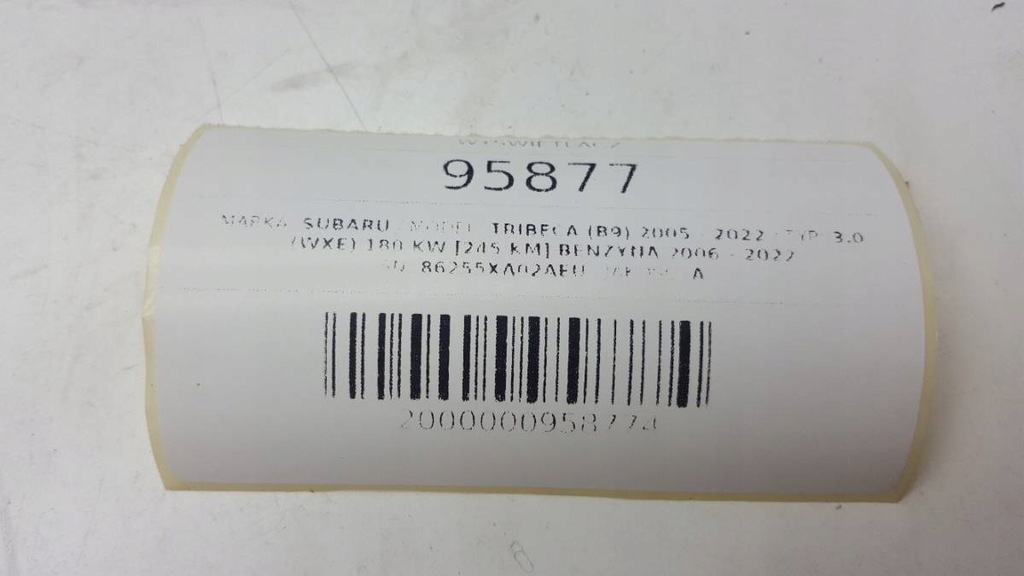 WYŚWIETLACZ
95877
MARKA: SUBARU / MODEL: TRIBECA (B9) 2005 - 2022 / TYP: 3.0
(WXE) 180 KW [245 KM] BENZYNA 2006 - 2022
86255XA02AEU A
2000000958774